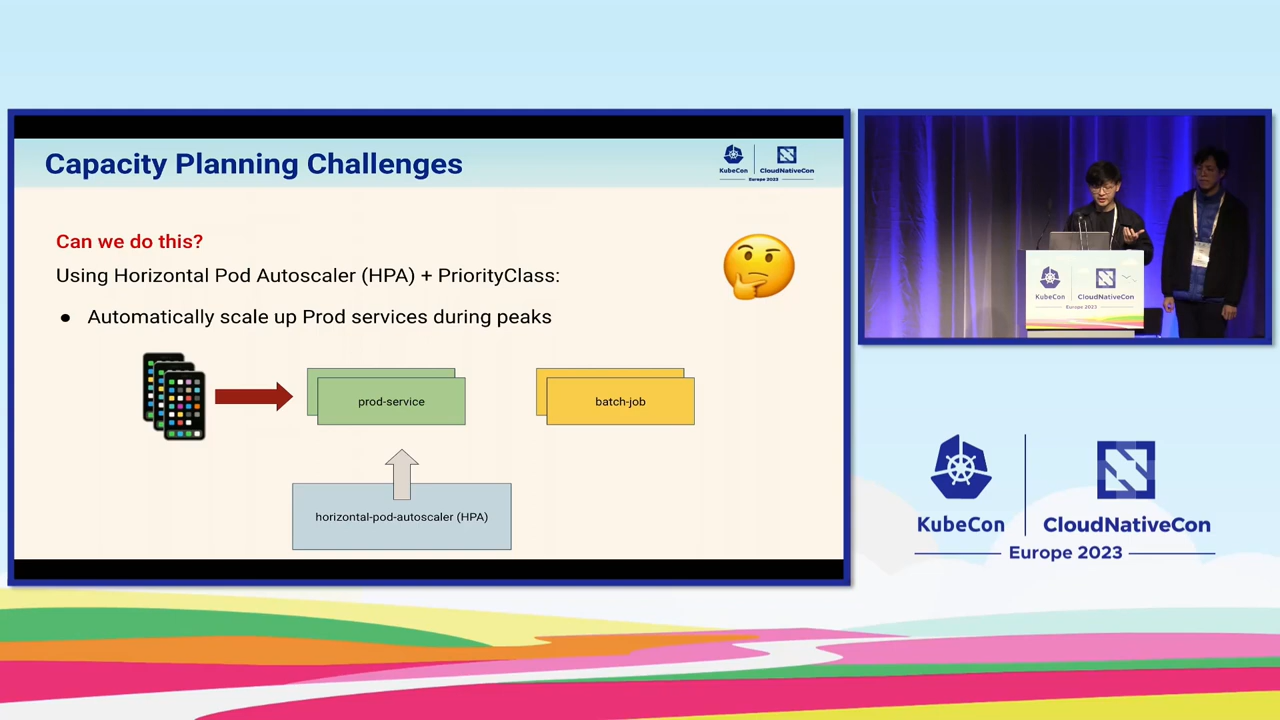 Capacity Planning Challenges
KubeCon
CloudNativeCon
Europe 2023
Can we do this?
Using Horizontal Pod Autoscaler (HPA) + PriorityClass:
● Automatically scale up Prod services during peaks
prod-service
batch-job
horizontal-pod-autoscaler (HPA)
KubeCon
CloudNativeCon
Europe 2023
KubeCon
CloudNativeCon
Europe 2023